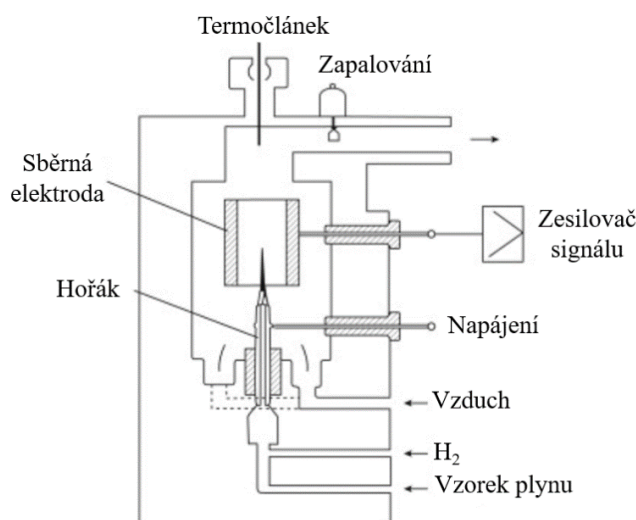 Termočlánek
Zapalování
Sběrná
elektroda
Zesilovač
signálu
Hořák
Napájení
Vzduch
H₂
Vzorek plynu